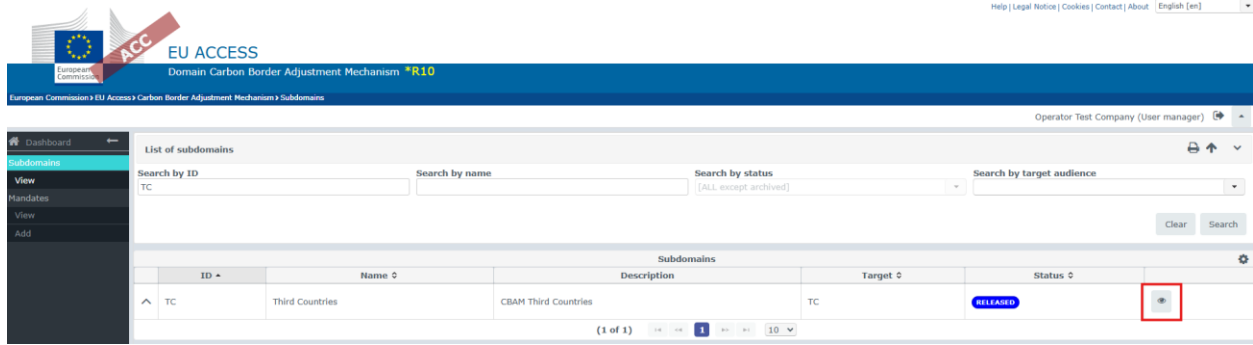 Help | Legal Notice | Cookies | Contact | About English [en]
ACC
EU ACCESS
European
Commission
Domain Carbon Border Adjustment Mechanism *R10
European Commission > EU Access > Carbon Border Adjustment Mechanism > Subdomains
Operator Test Company (User manager)
Dashboard
Subdomains
View
Mandates
View
Add
List of subdomains
Search by ID Search by name Search by status Search by target audience
TC [ALL except archived]
Clear Search
Subdomains
ID Name Description Target Status
TC Third Countries CBAM Third Countries TC RELEASED
(1 of 1) 1 10